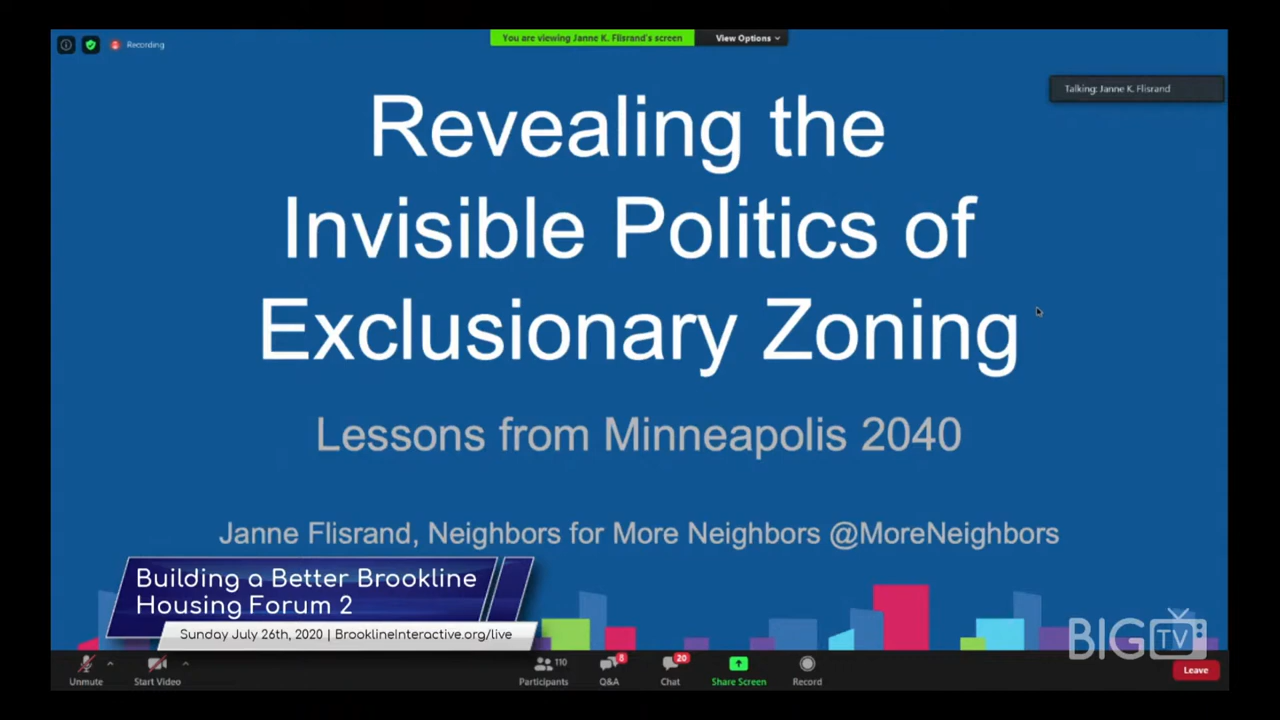 Recording
You are viewing Janne K. Flisrand's screen
View Options
Talking: Janne K. Flisrand
Revealing the
Invisible Politics of
Exclusionary Zoning
Lessons from Minneapolis 2040
Janne Flisrand, Neighbors for More Neighbors @MoreNeighbors
Building a Better Brookline
Housing Forum 2
Sunday July 26th, 2020 | BrooklineInteractive.org/live
BIG TV
Unmute
Start Video
110
Participants
8
Q&A
20
Chat
Share Screen
Record
Leave